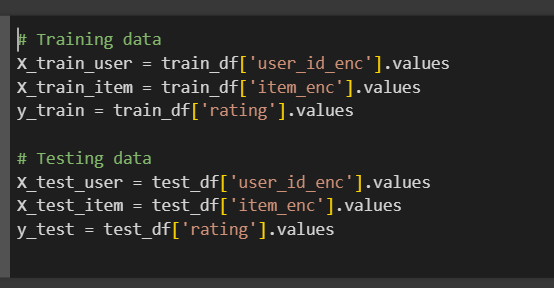 # Training data
X_train_user = train_df['user_id_enc'].values
X_train_item = train_df['item_enc'].values
y_train = train_df['rating'].values
# Testing data
X_test_user = test_df['user_id_enc'].values
X_test_item = test_df['item_enc'].values
y_test = test_df['rating'].values